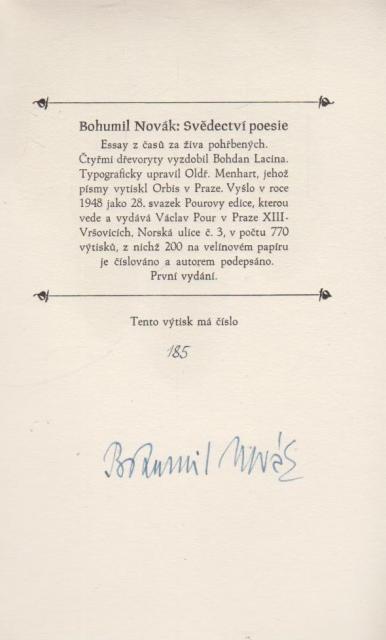 Bohumil Novák: Svědectví poesie
Essay z časů za živa pohřbených.
Čtyřmi dřevoryty vyzdobil Bohdan Lacina.
Typograficky upravil Oldř. Menhart, jehož
písmy vytiskl Orbis v Praze. Vyšlo v roce
1948 jako 28. svazek Pourovy edice, kterou
vede a vydává Václav Pour v Praze XIII-
Vršovicích, Norská ulice č. 3, v počtu 770
výtisků, z nichž 200 na velínovém papíru
je číslováno a autorem podepsáno.
První vydání.
Tento výtisk má číslo
185
Bohumil Novák